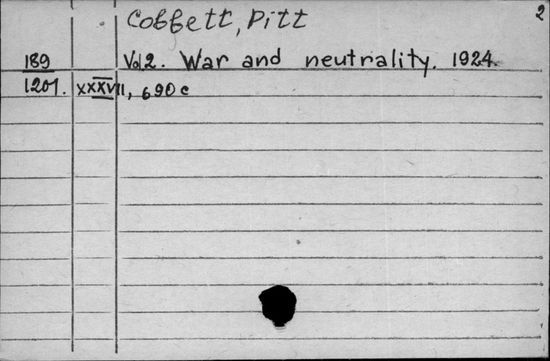 2
Cobbett, Pitt
189 Vol 2. War and neutrality. 1924.
1201. XXXVII, 690 c